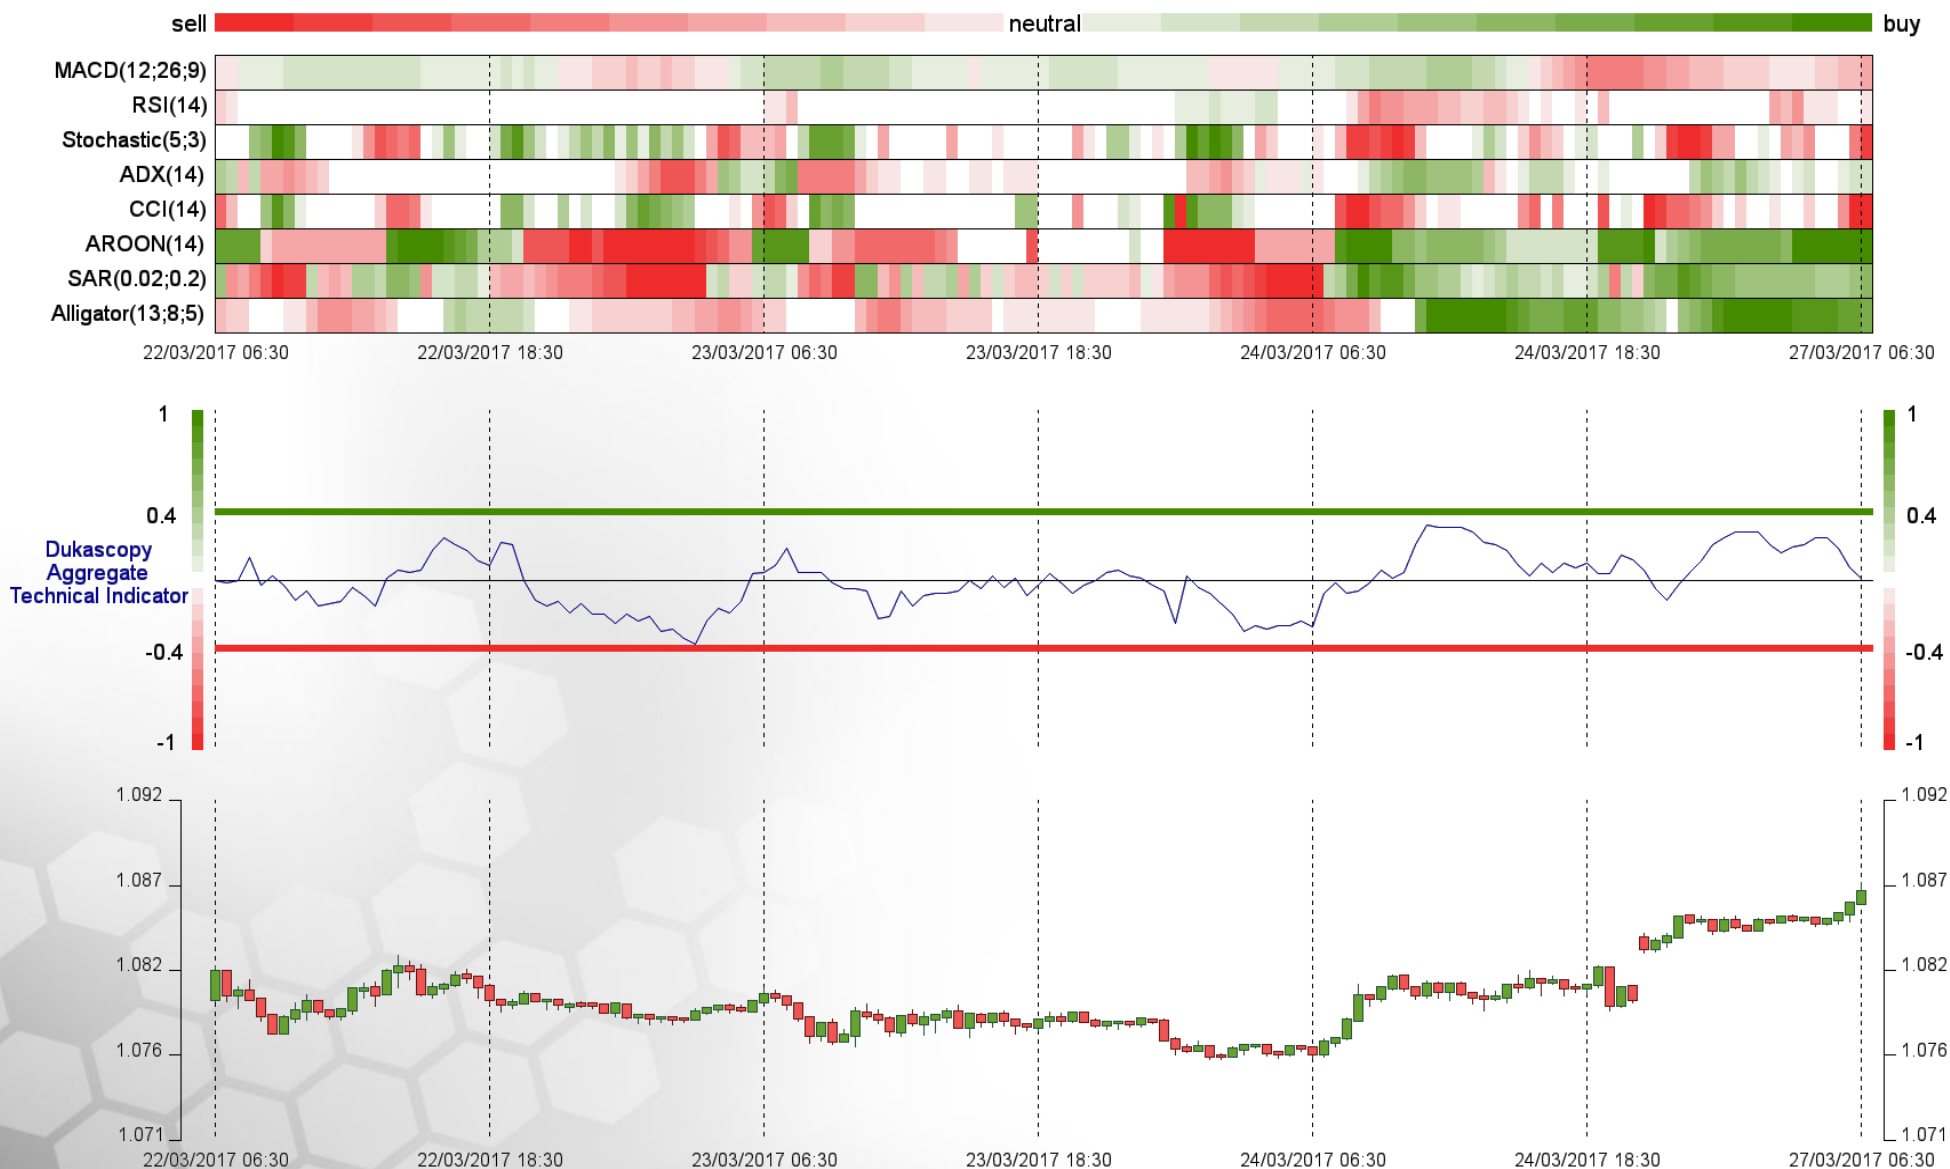 sell neutral buy
MACD(12;26;9)
RSI(14)
Stochastic(5;3)
ADX(14)
CCI(14)
AROON(14)
SAR(0.02;0.2)
Alligator(13;8;5)
22/03/2017 06:30 22/03/2017 18:30 23/03/2017 06:30 23/03/2017 18:30 24/03/2017 06:30 24/03/2017 18:30 27/03/2017 06:30
1 1
0.4 0.4
Dukascopy
Aggregate
Technical Indicator
-0.4 -0.4
-1 -1
1.092 1.092
1.087 1.087
1.082 1.082
1.076 1.076
1.071 1.071
22/03/2017 06:30 22/03/2017 18:30 23/03/2017 06:30 23/03/2017 18:30 24/03/2017 06:30 24/03/2017 18:30 27/03/2017 06:30